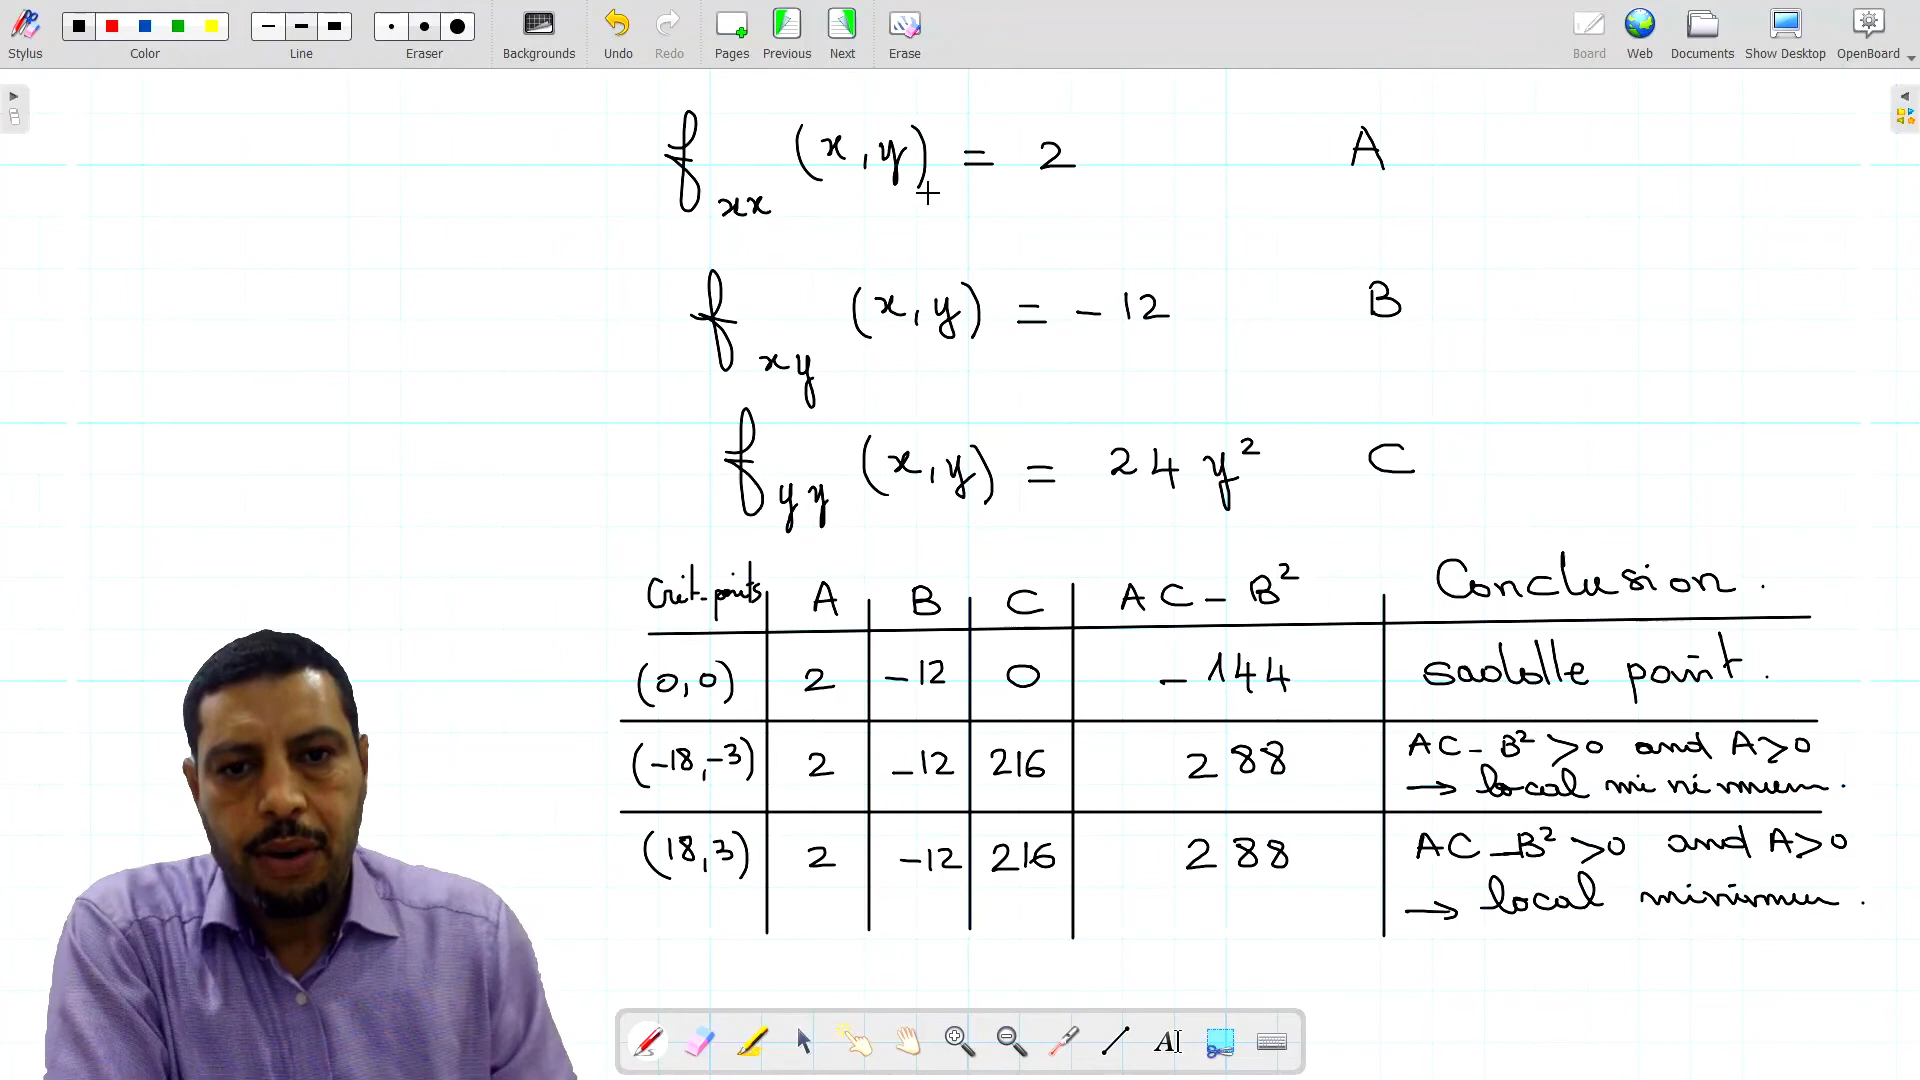 Stylus Color Line Eraser Backgrounds Undo Redo Pages Previous Next Erase Board Web Documents Show Desktop OpenBoard
f_xx (x,y) = 2 A
f_xy (x,y) = -12 B
f_yy (x,y) = 24 y² C
Crit-points A B C AC - B² Conclusion.
(0,0) 2 -12 0 -144 saddle point.
(-18,-3) 2 -12 216 288 AC - B² >0 and A>0
→ local minimum.
(18,3) 2 -12 216 288 AC - B² >0 and A>0
→ local minimum.